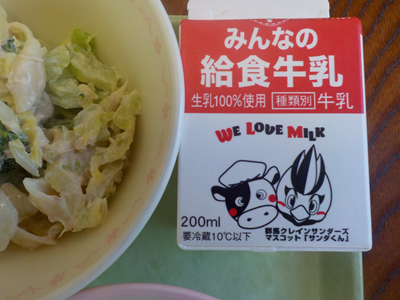 みんなの
給食牛乳
生乳100%使用 種類別 牛乳
WE LOVE MILK
200ml
要冷蔵10℃以下
群馬クレインサンダーズ
マスコット「サンダくん」